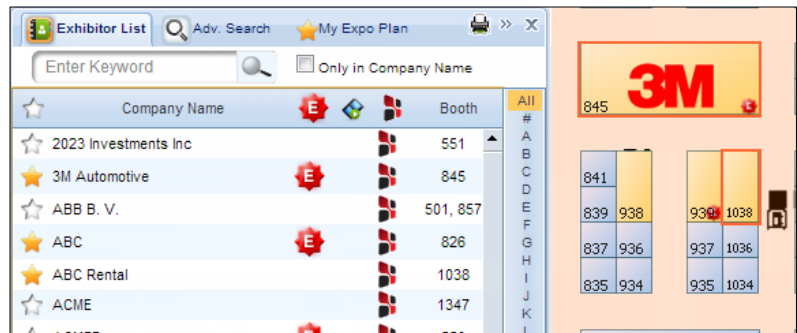 Exhibitor List Adv. Search My Expo Plan » X
Enter Keyword Only in Company Name
Company Name E Booth All
#
2023 Investments Inc 551 A
B
3M Automotive E 845 C
D
ABB B. V. 501, 857 E
F
ABC E 826 G
H
ABC Rental 1038 I
J
ACME 1347 K
3M
845
841
839 938 1038
837 936 937 1036
835 934 935 1034